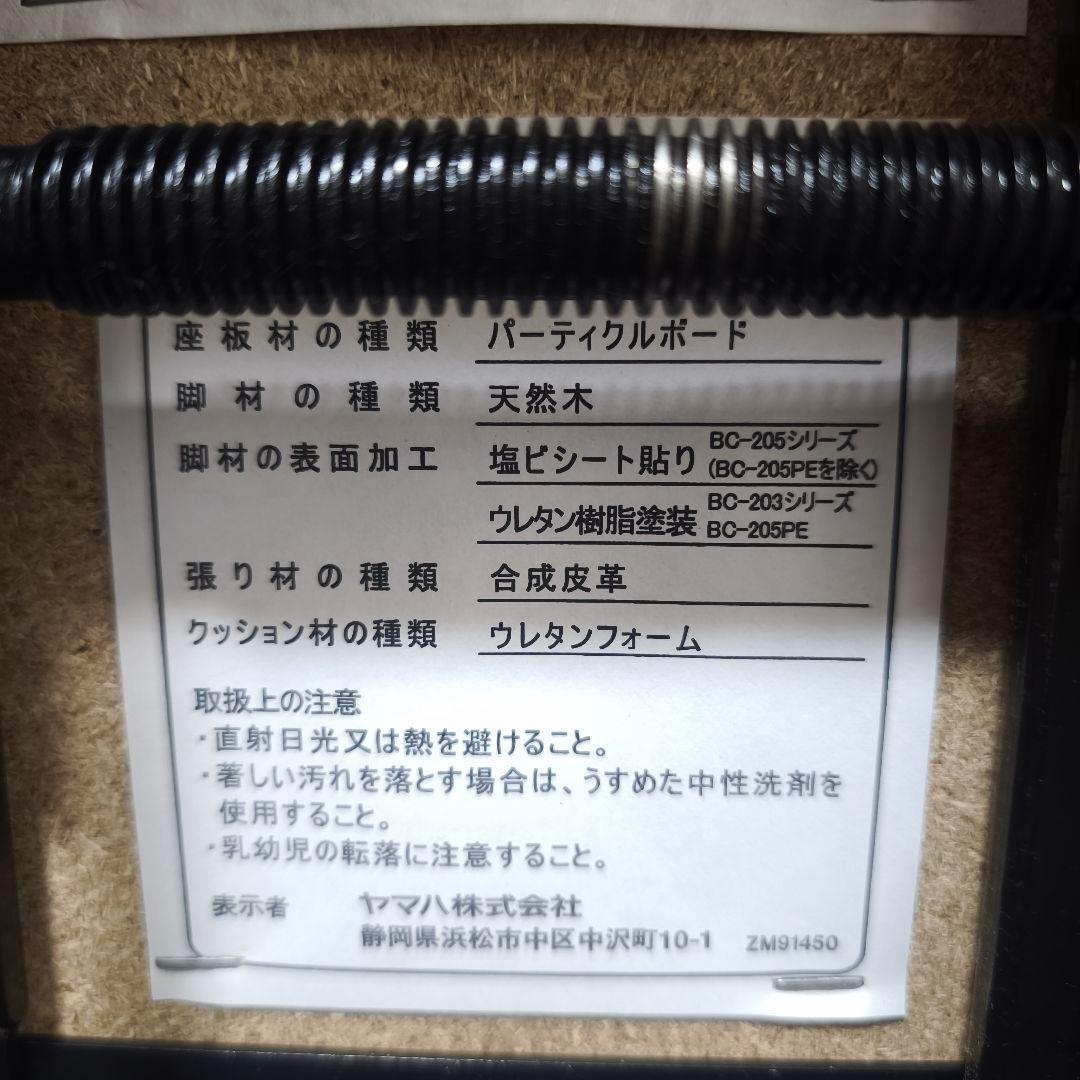 座板材の種類 パーティクルボード
脚材の種類 天然木
脚材の表面加工 塩ビシート貼り BC-205シリーズ
(BC-205PEを除く)
ウレタン樹脂塗装 BC-203シリーズ
BC-205PE
張り材の種類 合成皮革
クッション材の種類 ウレタンフォーム
取扱上の注意
・直射日光又は熱を避けること。
・著しい汚れを落とす場合は、うすめた中性洗剤を
使用すること。
・乳幼児の転落に注意すること。
表示者 ヤマハ株式会社
静岡県浜松市中区中沢町10-1 ZM91450